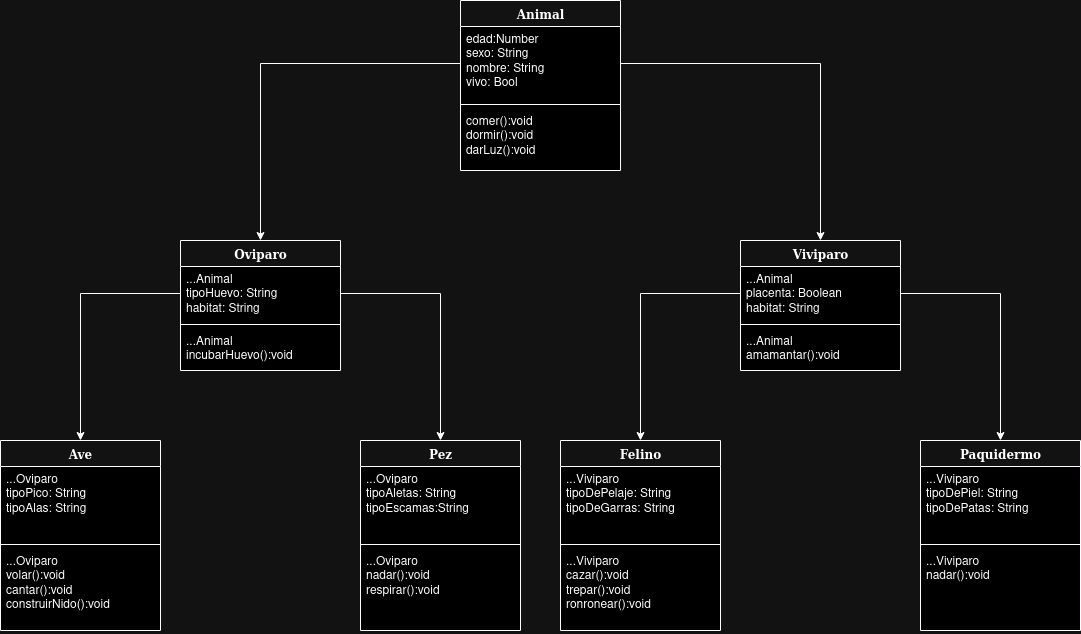 Animal
edad:Number
sexo: String
nombre: String
vivo: Bool
comer():void
dormir():void
darLuz():void
Oviparo
...Animal
tipoHuevo: String
habitat: String
...Animal
incubarHuevo():void
Viviparo
...Animal
placenta: Boolean
habitat: String
...Animal
amamantar():void
Ave
...Oviparo
tipoPico: String
tipoAlas: String
...Oviparo
volar():void
cantar():void
construirNido():void
Pez
...Oviparo
tipoAletas: String
tipoEscamas:String
...Oviparo
nadar():void
respirar():void
Felino
...Viviparo
tipoDePelaje: String
tipoDeGarras: String
...Viviparo
cazar():void
trepar():void
ronronear():void
Paquidermo
...Viviparo
tipoDePiel: String
tipoDePatas: String
...Viviparo
nadar():void